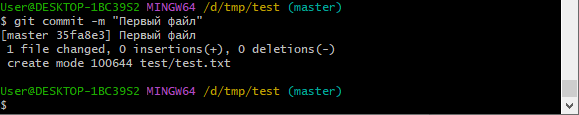 User@DESKTOP-1BC39S2 MINGW64 /d/tmp/test (master)
$ git commit -m "Первый файл"
[master 35fa8e3] Первый файл
 1 file changed, 0 insertions(+), 0 deletions(-)
 create mode 100644 test/test.txt

User@DESKTOP-1BC39S2 MINGW64 /d/tmp/test (master)
$